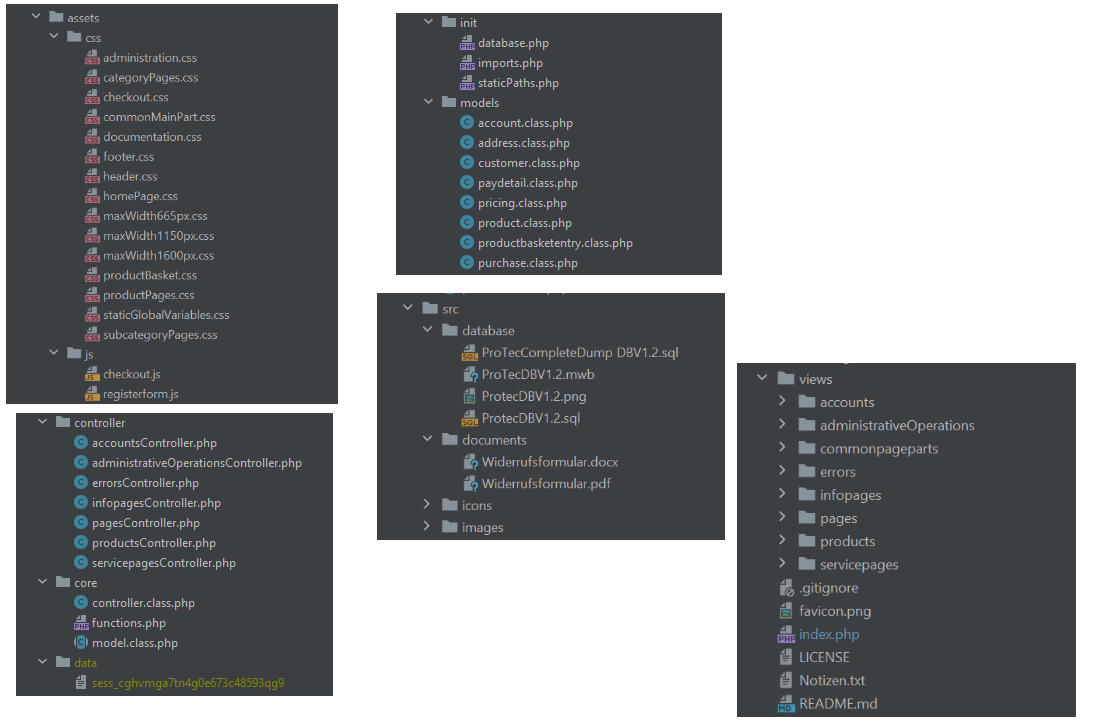 assets
css
administration.css
categoryPages.css
checkout.css
commonMainPart.css
documentation.css
footer.css
header.css
homePage.css
maxWidth665px.css
maxWidth1150px.css
maxWidth1600px.css
productBasket.css
productPages.css
staticGlobalVariables.css
subcategoryPages.css
js
checkout.js
registerform.js
controller
accountsController.php
administrativeOperationsController.php
errorsController.php
infopagesController.php
pagesController.php
productsController.php
servicepagesController.php
core
controller.class.php
functions.php
model.class.php
data
sess_cghvmga7tn4g0e673c48593qg9
init
database.php
imports.php
staticPaths.php
models
account.class.php
address.class.php
customer.class.php
paydetail.class.php
pricing.class.php
product.class.php
productbasketentry.class.php
purchase.class.php
src
database
ProTecCompleteDump DBV1.2.sql
ProTecDBV1.2.mwb
ProtecDBV1.2.png
ProtecDBV1.2.sql
documents
Widerrufsformular.docx
Widerrufsformular.pdf
icons
images
views
accounts
administrativeOperations
commonpageparts
errors
infopages
pages
products
servicepages
.gitignore
favicon.png
index.php
LICENSE
Notizen.txt
README.md